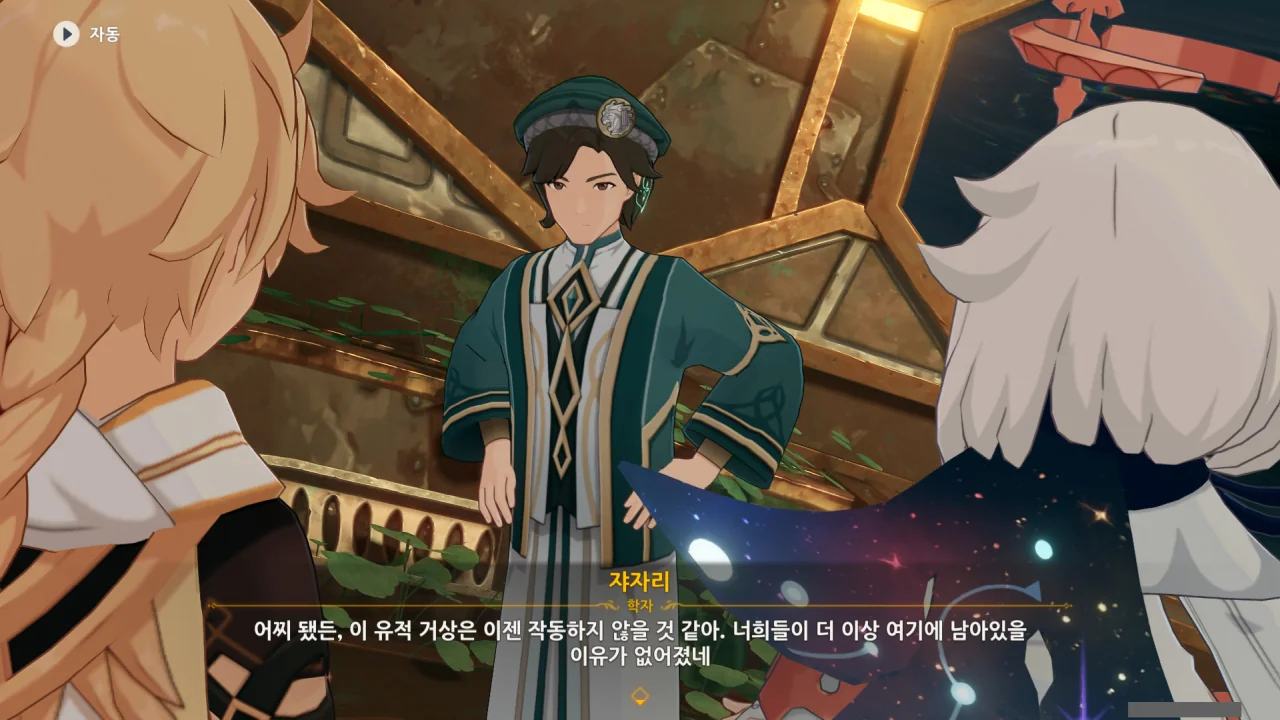 자동
쟈자리
학자
어찌 됐든, 이 유적 거상은 이젠 작동하지 않을 것 같아. 너희들이 더 이상 여기에 남아있을
이유가 없어졌네